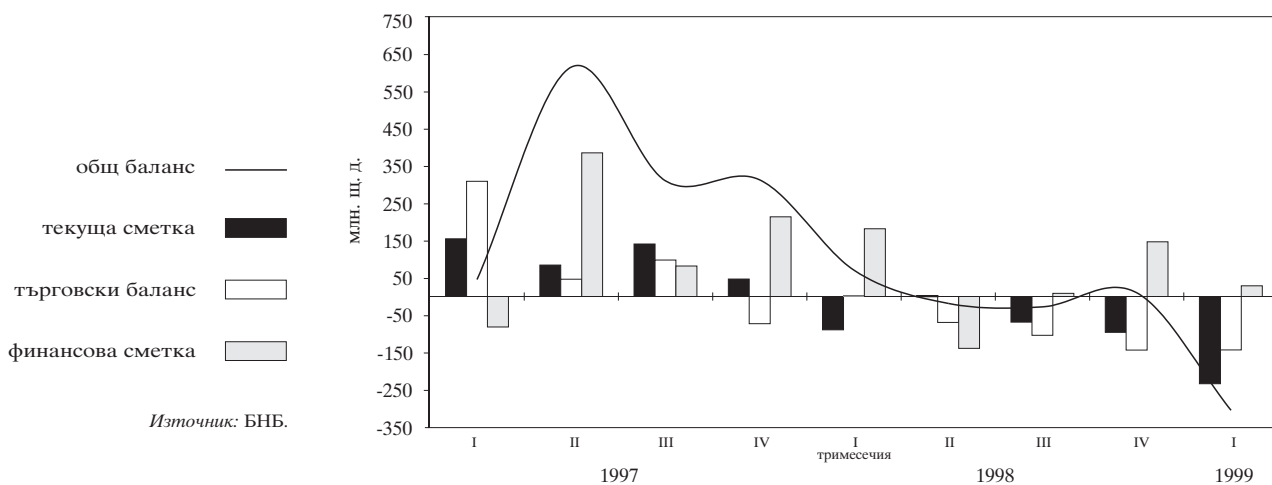 750
650
550
450
350
250
150
50
-50
-150
-250
-350
млн. щ. д.
общ баланс
текуща сметка
търговски баланс
финансова сметка
Източник: БНБ.
I II III IV I II III IV I
тримесечия
1997 1998 1999